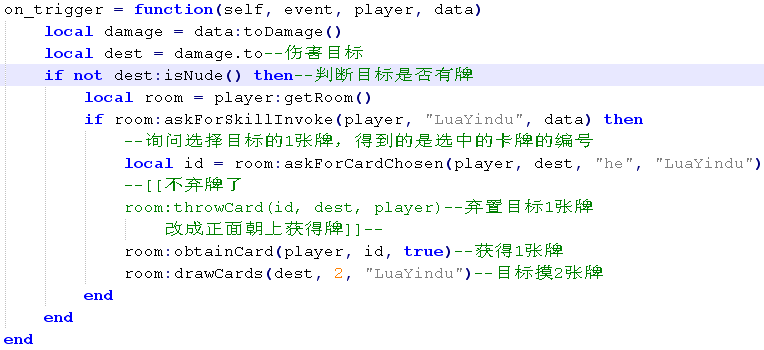 on_trigger = function(self, event, player, data)
    local damage = data:toDamage()
    local dest = damage.to--伤害目标
    if not dest:isNude() then--判断目标是否有牌
        local room = player:getRoom()
        if room:askForSkillInvoke(player, "LuaYindu", data) then
            --询问选择目标的1张牌，得到的是选中的卡牌的编号
            local id = room:askForCardChosen(player, dest, "he", "LuaYindu")
            --[[不弃牌了
            room:throwCard(id, dest, player)--弃置目标1张牌
                改成正面朝上获得牌]]--
            room:obtainCard(player, id, true)--获得1张牌
            room:drawCards(dest, 2, "LuaYindu")--目标摸2张牌
        end
    end
end